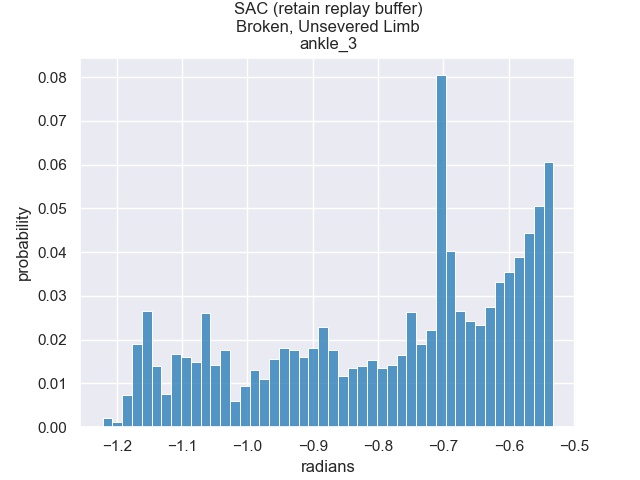 SAC (retain replay buffer)
Broken, Unsevered Limb
ankle_3
0.08
0.07
0.06
0.05
0.04
0.03
0.02
0.01
0.00
probability
−1.2 −1.1 −1.0 −0.9 −0.8 −0.7 −0.6 −0.5
radians